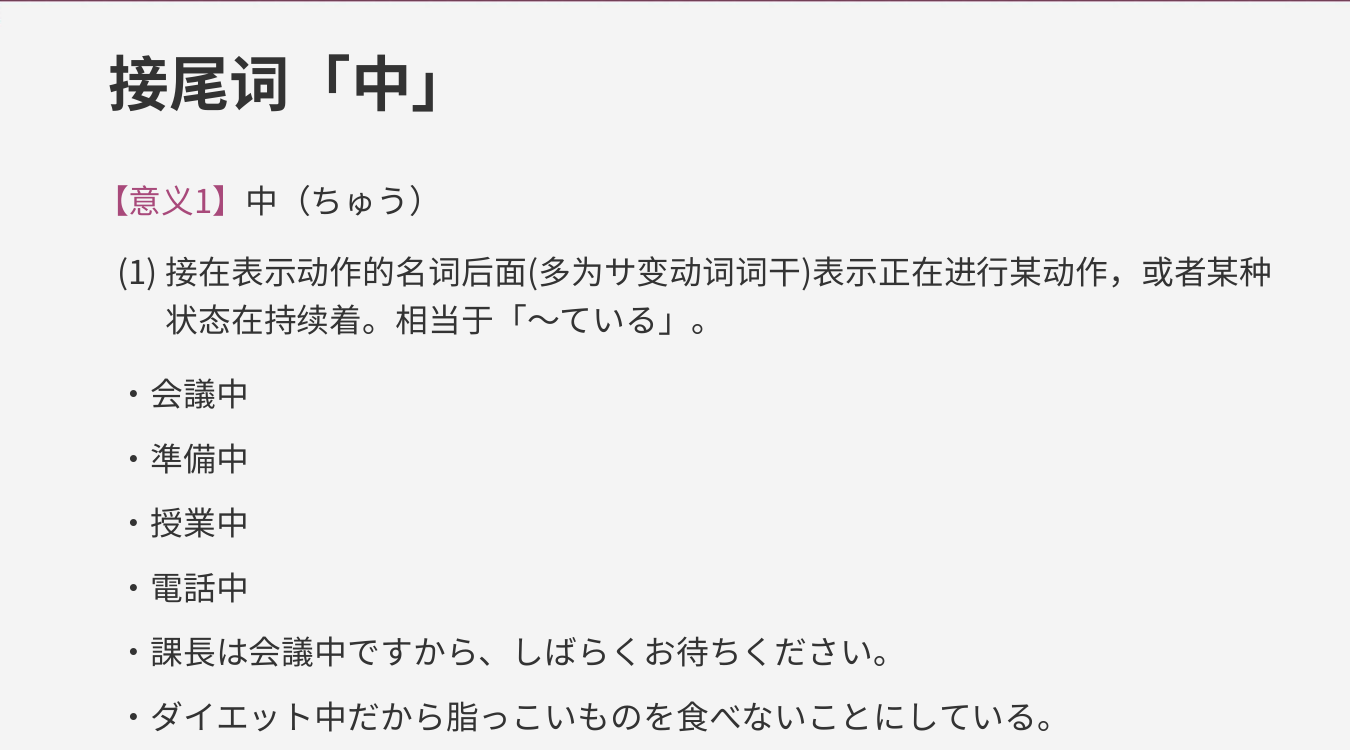 接尾词「中」
【意义1】中（ちゅう）
(1) 接在表示动作的名词后面(多为サ变动词词干)表示正在进行某动作，或者某种
状态在持续着。相当于「～ている」。
・会議中
・準備中
・授業中
・電話中
・課長は会議中ですから、しばらくお待ちください。
・ダイエット中だから脂っこいものを食べないことにしている。